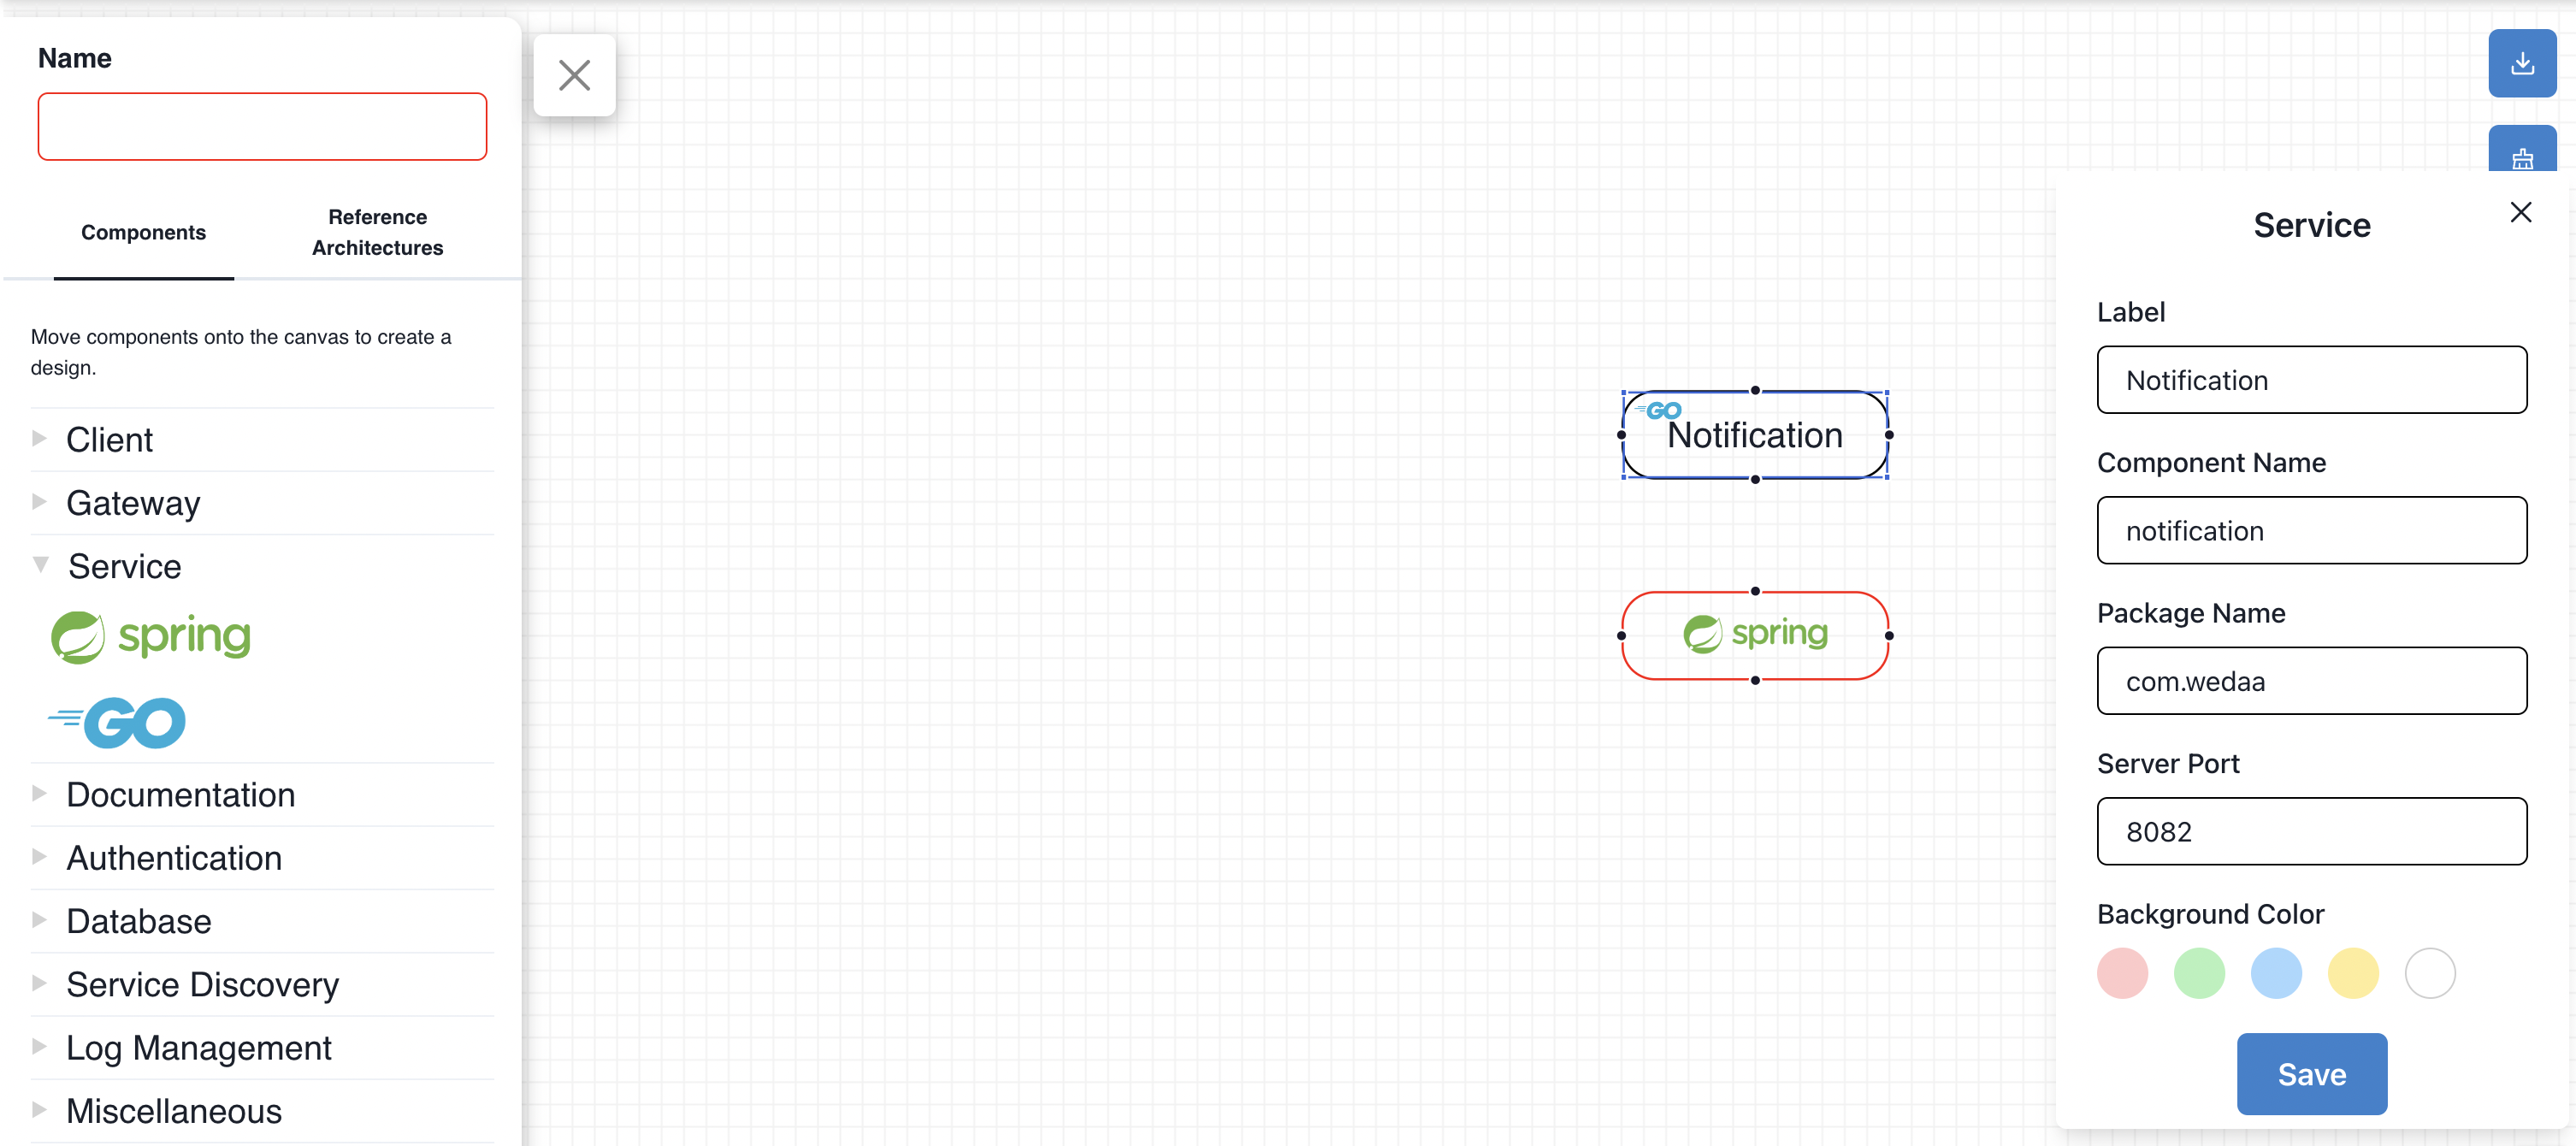 Name
Components
Reference
Architectures
Move components onto the canvas to create a
design.
Client
Gateway
Service
spring
GO
Documentation
Authentication
Database
Service Discovery
Log Management
Miscellaneous
GO
Notification
spring
Service
Label
Notification
Component Name
notification
Package Name
com.wedaa
Server Port
8082
Background Color
Save